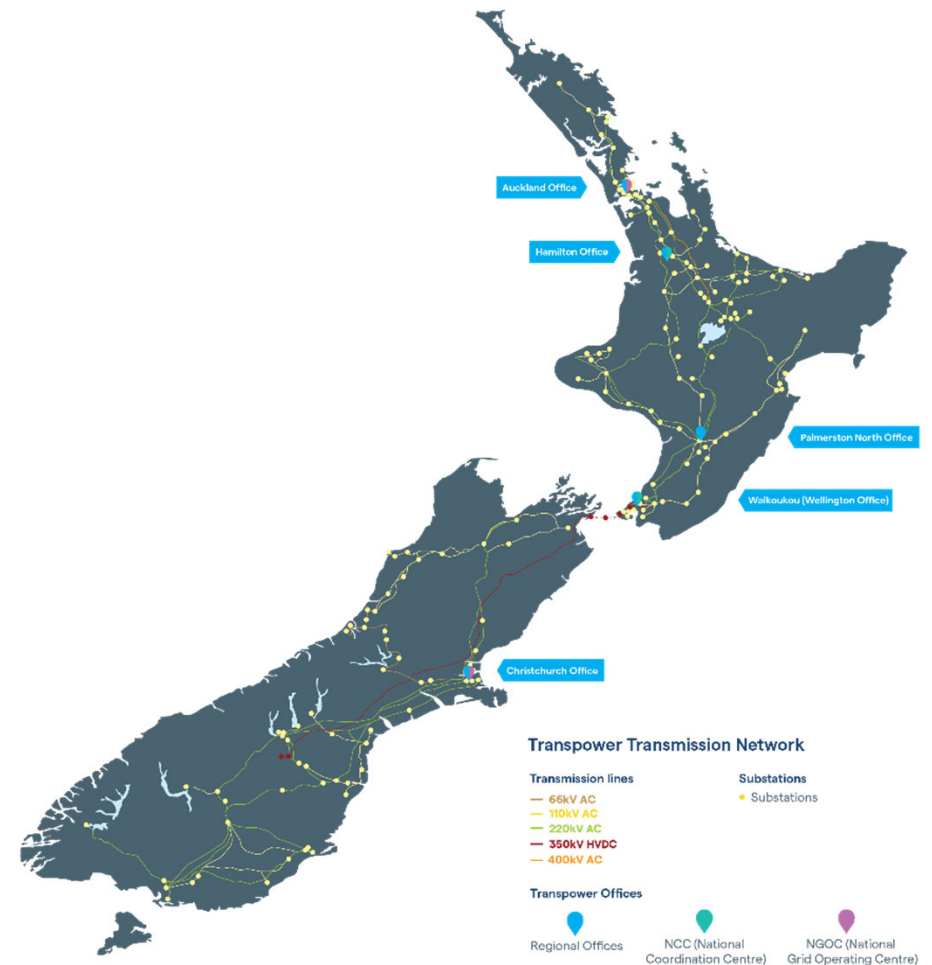 Auckland Office
Hamilton Office
Palmerston North Office
Waikoukou (Wellington Office)
Christchurch Office
Transpower Transmission Network
Transmission lines
66kV AC
110kV AC
220kV AC
350kV HVDC
400kV AC
Substations
Substations
Transpower Offices
Regional Offices
NCC (National
Coordination Centre)
NGOC (National
Grid Operating Centre)